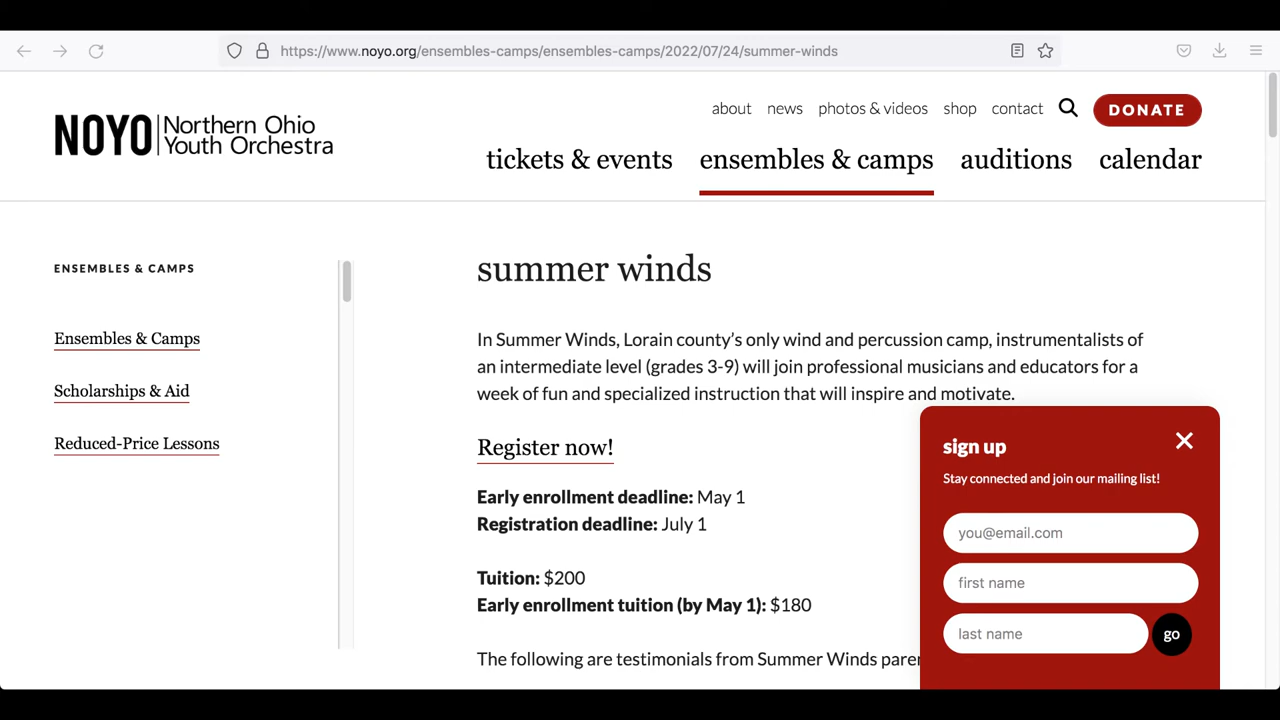 https://www.noyo.org/ensembles-camps/ensembles-camps/2022/07/24/summer-winds
about news photos & videos shop contact DONATE
NOYO Northern Ohio
Youth Orchestra
tickets & events ensembles & camps auditions calendar
ENSEMBLES & CAMPS
Ensembles & Camps
Scholarships & Aid
Reduced-Price Lessons
summer winds
In Summer Winds, Lorain county’s only wind and percussion camp, instrumentalists of
an intermediate level (grades 3-9) will join professional musicians and educators for a
week of fun and specialized instruction that will inspire and motivate.
Register now!
Early enrollment deadline: May 1
Registration deadline: July 1
Tuition: $200
Early enrollment tuition (by May 1): $180
The following are testimonials from Summer Winds
sign up
Stay connected and join our mailing list!
you@email.com
first name
last name
go